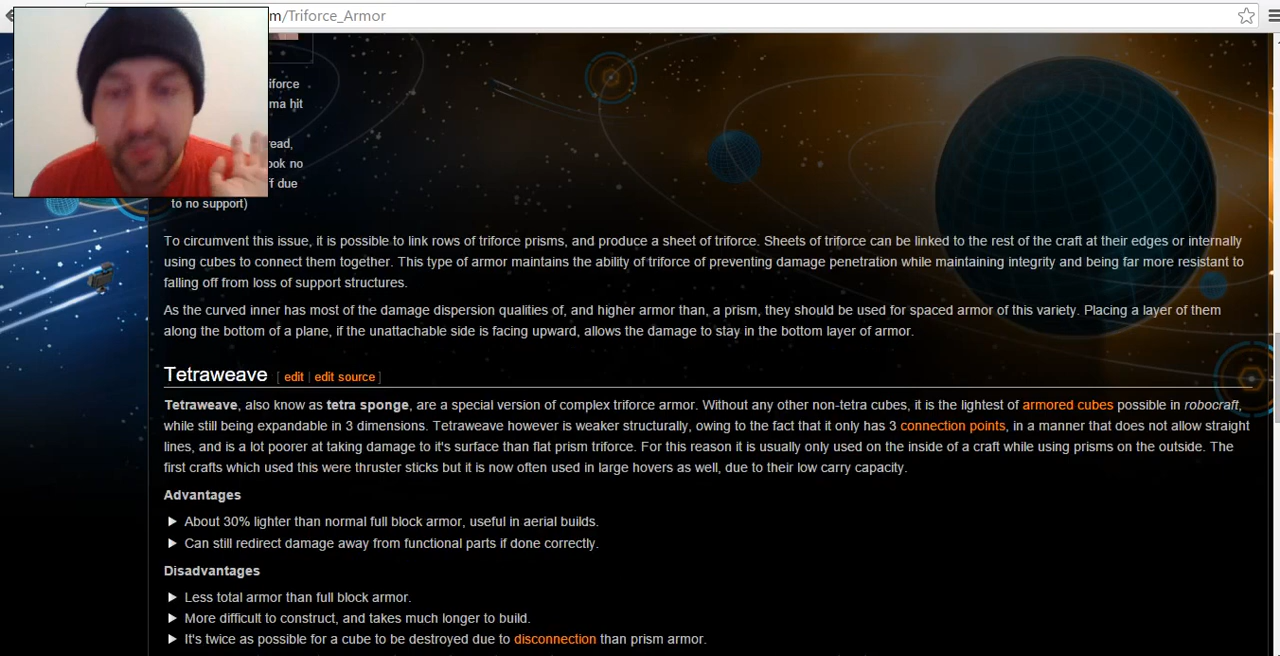 m/Triforce_Armor
iforce
ma hit
read,
ook no
ff due
to no support)
To circumvent this issue, it is possible to link rows of triforce prisms, and produce a sheet of triforce. Sheets of triforce can be linked to the rest of the craft at their edges or internally
using cubes to connect them together. This type of armor maintains the ability of triforce of preventing damage penetration while maintaining integrity and being far more resistant to
falling off from loss of support structures.
As the curved inner has most of the damage dispersion qualities of, and higher armor than, a prism, they should be used for spaced armor of this variety. Placing a layer of them
along the bottom of a plane, if the unattachable side is facing upward, allows the damage to stay in the bottom layer of armor.
Tetraweave [ edit | edit source ]
Tetraweave, also know as tetra sponge, are a special version of complex triforce armor. Without any other non-tetra cubes, it is the lightest of armored cubes possible in robocraft,
while still being expandable in 3 dimensions. Tetraweave however is weaker structurally, owing to the fact that it only has 3 connection points, in a manner that does not allow straight
lines, and is a lot poorer at taking damage to it's surface than flat prism triforce. For this reason it is usually only used on the inside of a craft while using prisms on the outside. The
first crafts which used this were thruster sticks but it is now often used in large hovers as well, due to their low carry capacity.
Advantages
About 30% lighter than normal full block armor, useful in aerial builds.
Can still redirect damage away from functional parts if done correctly.
Disadvantages
Less total armor than full block armor.
More difficult to construct, and takes much longer to build.
It's twice as possible for a cube to be destroyed due to disconnection than prism armor.